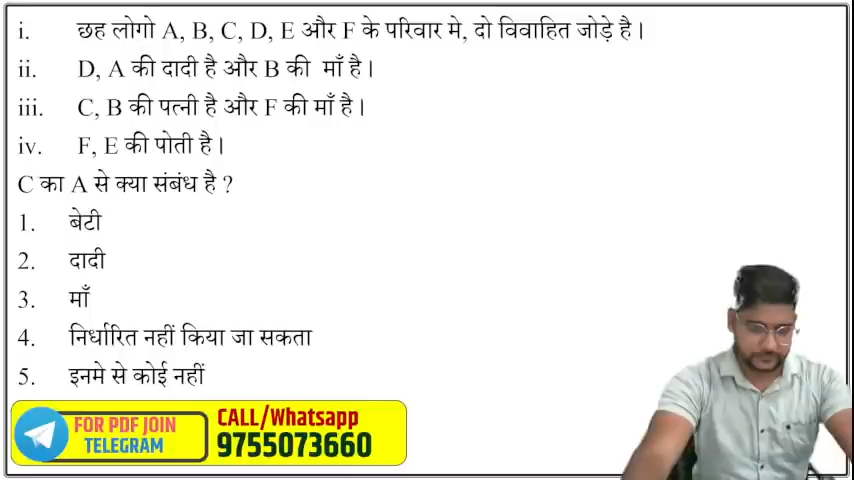 i. छह लोगो A, B, C, D, E और F के परिवार मे, दो विवाहित जोड़े है।
ii. D, A की दादी है और B की माँ है।
iii. C, B की पत्नी है और F की माँ है।
iv. F, E की पोती है।
C का A से क्या संबंध है ?
1. बेटी
2. दादी
3. माँ
4. निर्धारित नहीं किया जा सकता
5. इनमे से कोई नहीं
FOR PDF JOIN
TELEGRAM
CALL/Whatsapp
9755073660